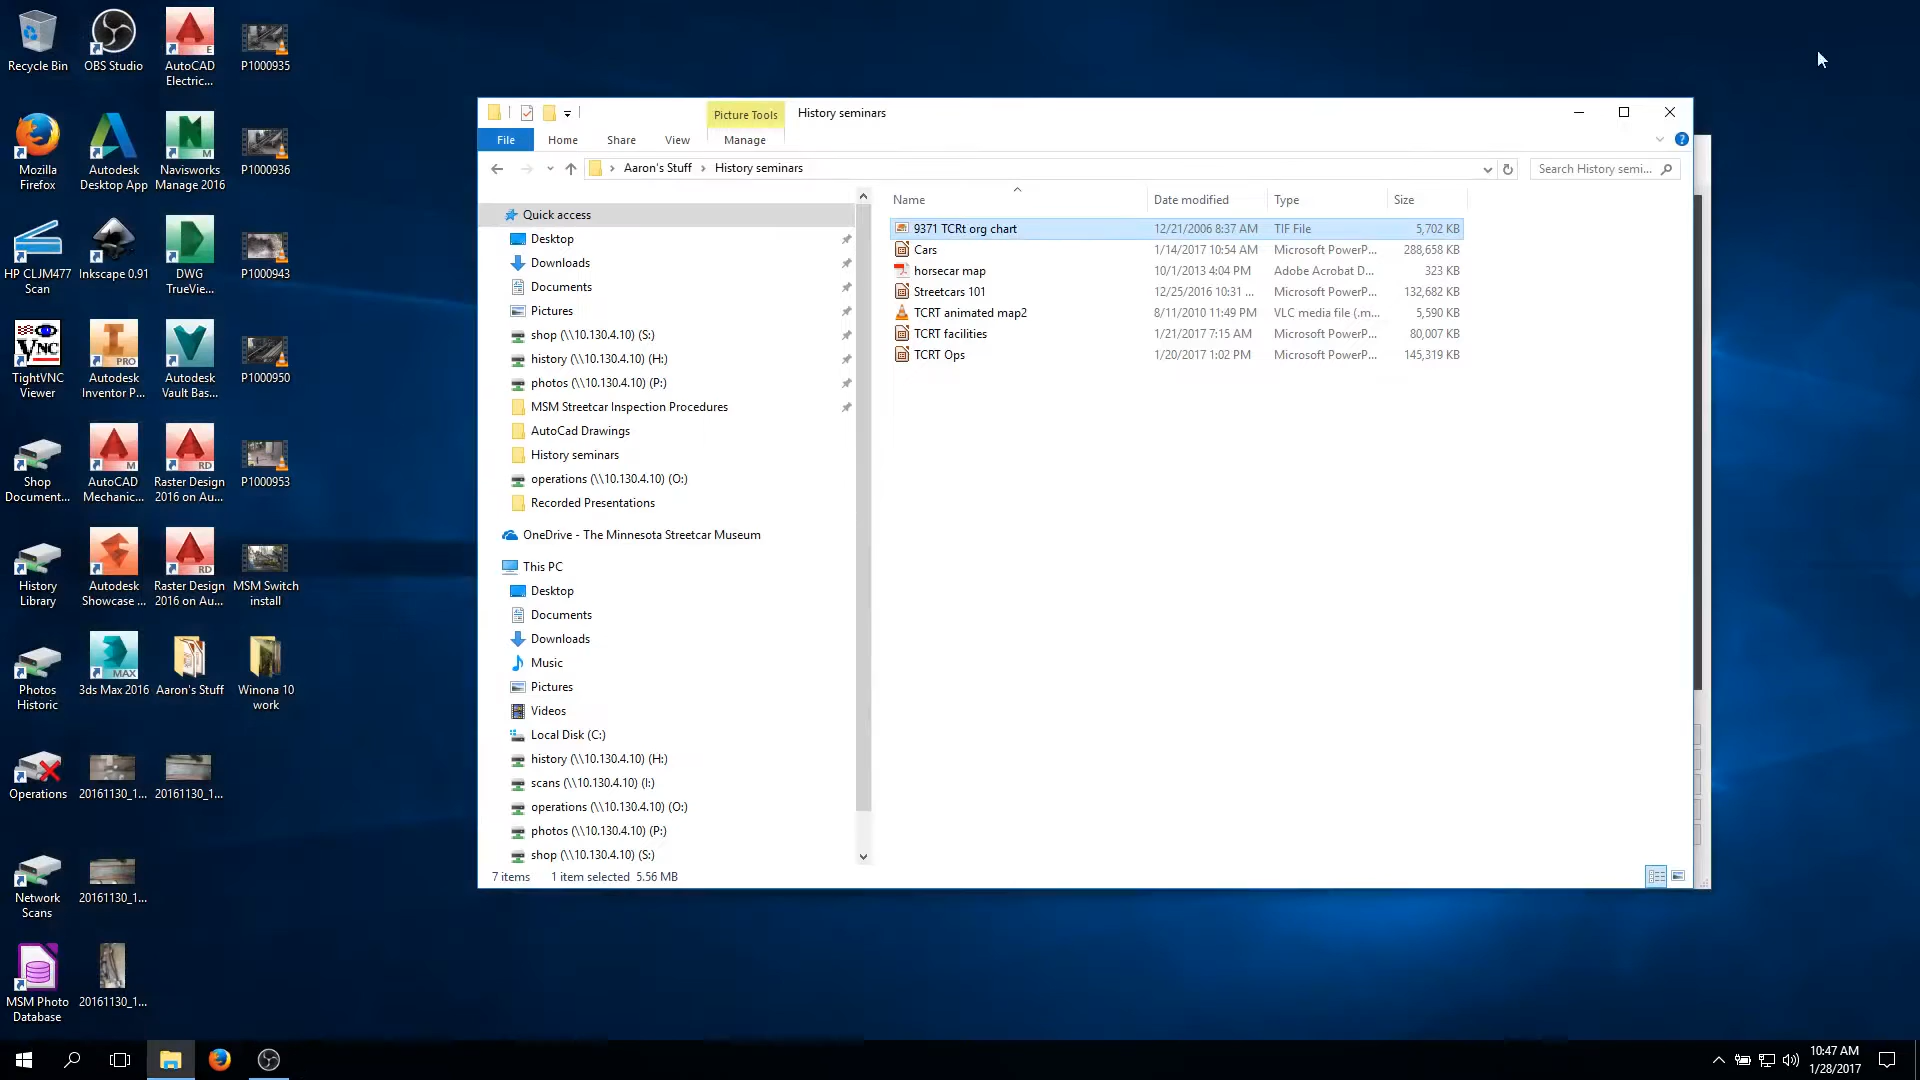 Recycle Bin
OBS Studio
AutoCAD
Electric...
P1000935
Mozilla
Firefox
Autodesk
Desktop App
Navisworks
Manage 2016
P1000936
HP CLJM477
Scan
Inkscape 0.91
DWG
TrueVie...
P1000943
TightVNC
Viewer
Autodesk
Inventor P...
Autodesk
Vault Bas...
P1000950
Shop
Document...
AutoCAD
Mechanic...
Raster Design
2016 on Au...
P1000953
History
Library
Autodesk
Showcase ...
Raster Design
2016 on Au...
MSM Switch
install
Photos
Historic
3ds Max 2016
Aaron's Stuff
Winona 10
work
Operations
20161130_1...
20161130_1...
Network
Scans
20161130_1...
MSM Photo
Database
20161130_1...
Picture Tools
History seminars
File
Home
Share
View
Manage
Aaron's Stuff
History seminars
Search History semi...
Name
Date modified
Type
Size
9371 TCRt org chart 12/21/2006 8:37 AM TIF File 5,702 KB
Cars 1/14/2017 10:54 AM Microsoft PowerP... 288,658 KB
horsecar map 10/1/2013 4:04 PM Adobe Acrobat D... 323 KB
Streetcars 101 12/25/2016 10:31 ... Microsoft PowerP... 132,682 KB
TCRT animated map2 8/11/2010 11:49 PM VLC media file (.m... 5,590 KB
TCRT facilities 1/21/2017 7:15 AM Microsoft PowerP... 80,007 KB
TCRT Ops 1/20/2017 1:02 PM Microsoft PowerP... 145,319 KB
Quick access
Desktop
Downloads
Documents
Pictures
shop (\\10.130.4.10) (S:)
history (\\10.130.4.10) (H:)
photos (\\10.130.4.10) (P:)
MSM Streetcar Inspection Procedures
AutoCad Drawings
History seminars
operations (\\10.130.4.10) (O:)
Recorded Presentations
OneDrive - The Minnesota Streetcar Museum
This PC
Desktop
Documents
Downloads
Music
Pictures
Videos
Local Disk (C:)
history (\\10.130.4.10) (H:)
scans (\\10.130.4.10) (I:)
operations (\\10.130.4.10) (O:)
photos (\\10.130.4.10) (P:)
shop (\\10.130.4.10) (S:)
7 items 1 item selected 5.56 MB
10:47 AM
1/28/2017